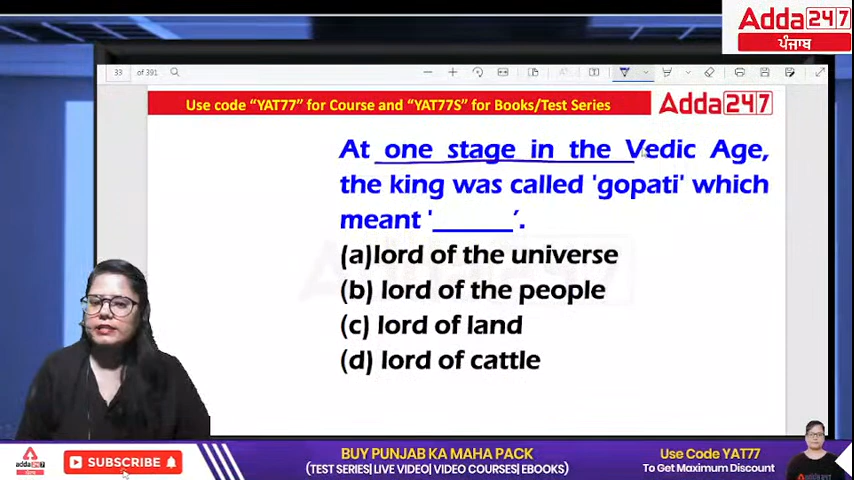 Adda247
ਪੰਜਾਬ
33 of 391
Use code "YAT77" for Course and "YAT77S" for Books/Test Series
Adda247
At one stage in the Vedic Age,
the king was called 'gopati' which
meant '______'.
(a)lord of the universe
(b) lord of the people
(c) lord of land
(d) lord of cattle
adda247
SUBSCRIBE
BUY PUNJAB KA MAHA PACK
(TEST SERIES| LIVE VIDEO| VIDEO COURSES| EBOOKS)
Use Code YAT77
To Get Maximum Discount